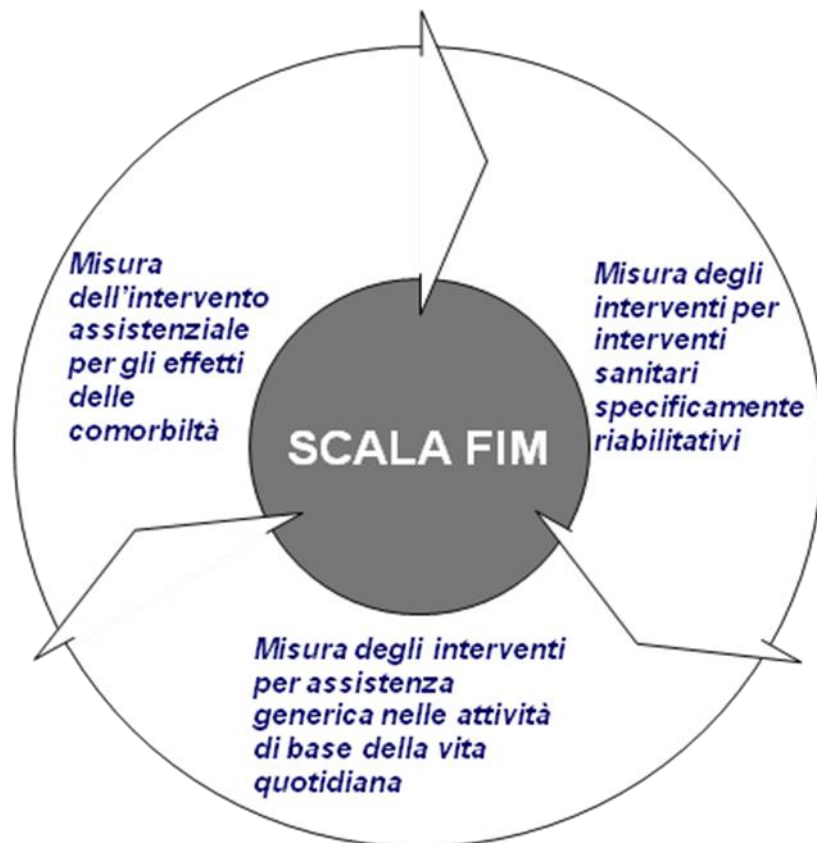 Misura
dell'intervento
assistenziale
per gli effetti
delle
comorbiltà
Misura degli
interventi per
interventi
sanitari
specificamente
riabilitativi
SCALA FIM
Misura degli interventi
per assistenza
generica nelle attività
di base della vita
quotidiana